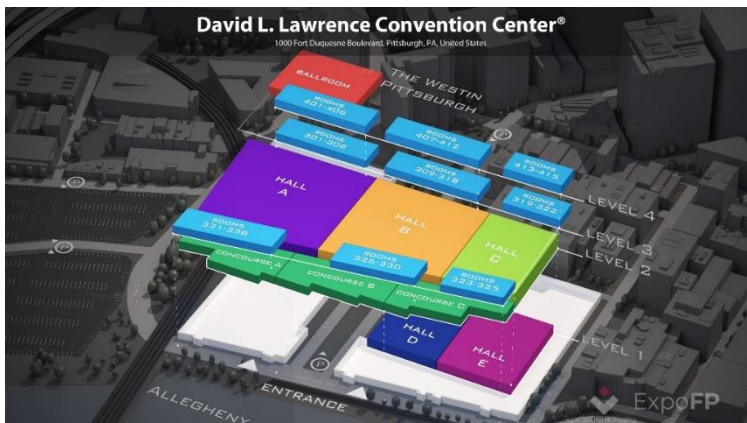 David L. Lawrence Convention Center®
1000 Fort Duquesne Boulevard, Pittsburgh, PA, United States
BALLROOM
THE WESTIN
PITTSBURGH
ROOMS
401-406
ROOMS
407-412
ROOMS
413-415
ROOMS
301-308
ROOMS
309-318
ROOMS
319-322
LEVEL 4
LEVEL 3
LEVEL 2
HALL
A
HALL
B
HALL
C
ROOMS
331-338
ROOMS
326-330
ROOMS
323-325
CONCOURSE A
CONCOURSE B
CONCOURSE C
HALL
D
HALL
E
LEVEL 1
P
P
P
P
ENTRANCE
ALLEGHENY
ExpoFP